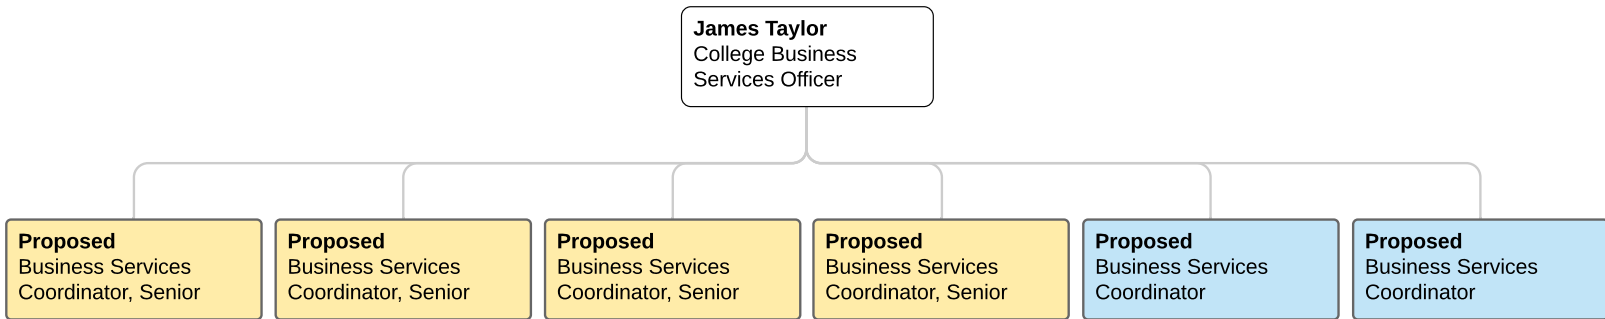 James Taylor
College Business
Services Officer
Proposed
Business Services
Coordinator, Senior
Proposed
Business Services
Coordinator, Senior
Proposed
Business Services
Coordinator, Senior
Proposed
Business Services
Coordinator, Senior
Proposed
Business Services
Coordinator
Proposed
Business Services
Coordinator